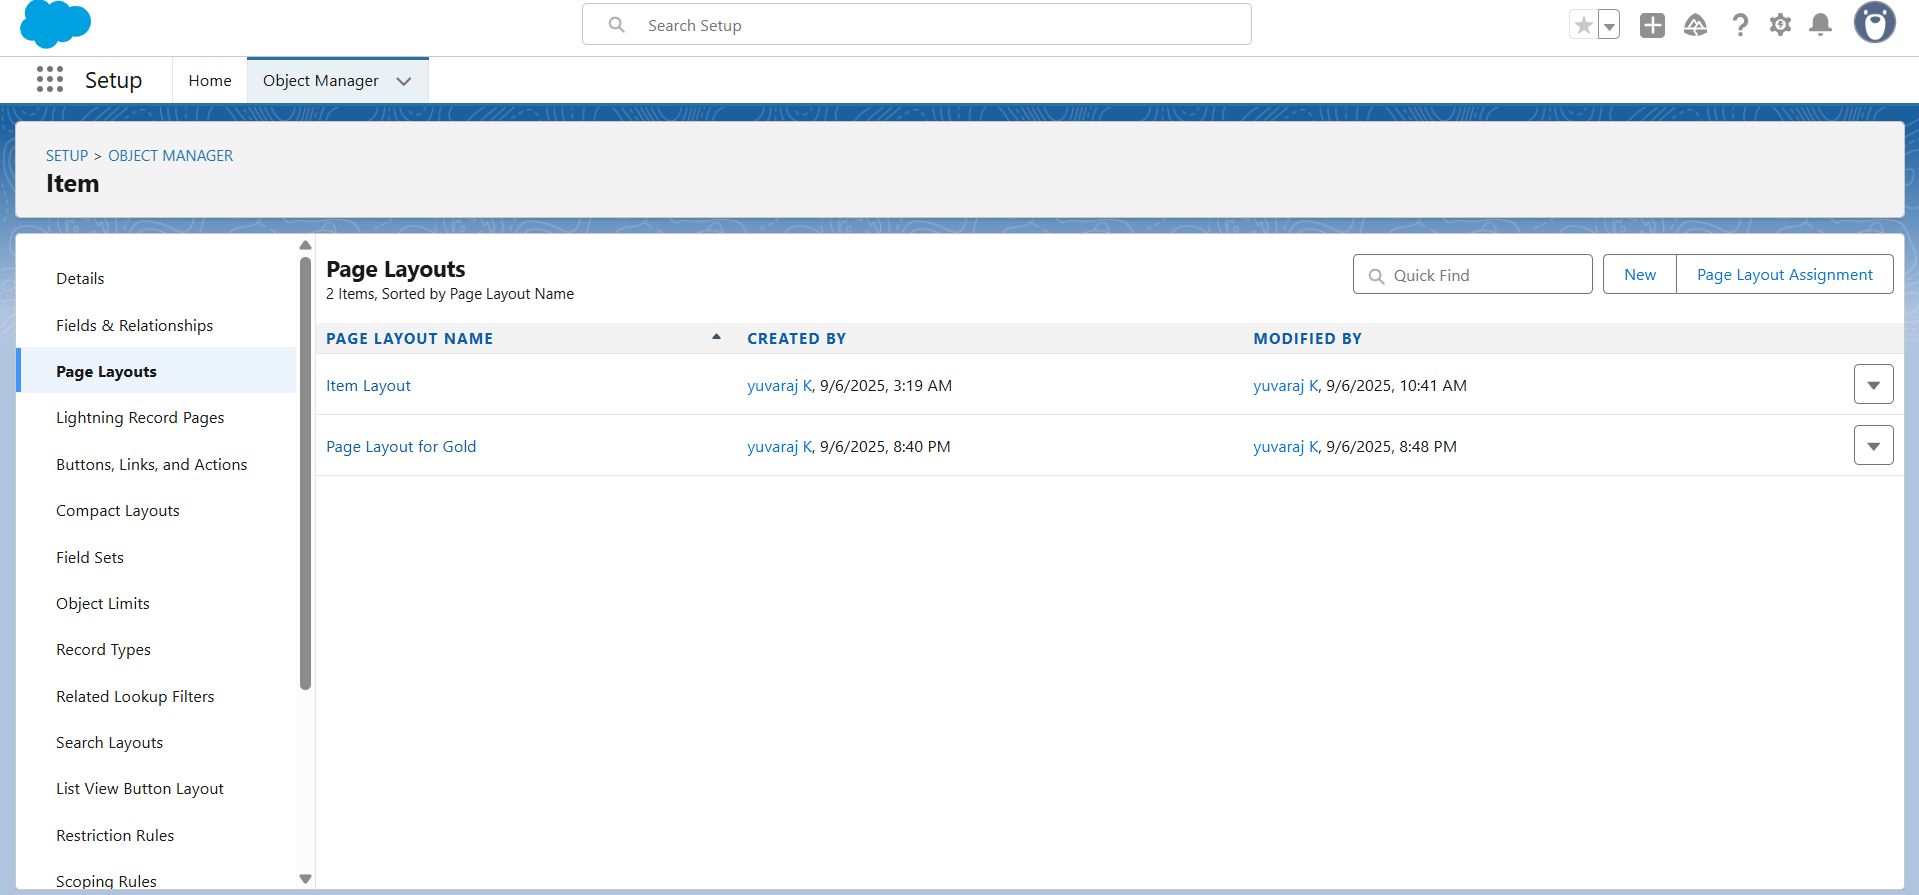 Search Setup
Setup
Home
Object Manager
SETUP > OBJECT MANAGER
Item
Details
Fields & Relationships
Page Layouts
Lightning Record Pages
Buttons, Links, and Actions
Compact Layouts
Field Sets
Object Limits
Record Types
Related Lookup Filters
Search Layouts
List View Button Layout
Restriction Rules
Scoping Rules
Page Layouts
2 Items, Sorted by Page Layout Name
Quick Find
New
Page Layout Assignment
PAGE LAYOUT NAME CREATED BY MODIFIED BY
Item Layout yuvaraj K, 9/6/2025, 3:19 AM yuvaraj K, 9/6/2025, 10:41 AM
Page Layout for Gold yuvaraj K, 9/6/2025, 8:40 PM yuvaraj K, 9/6/2025, 8:48 PM